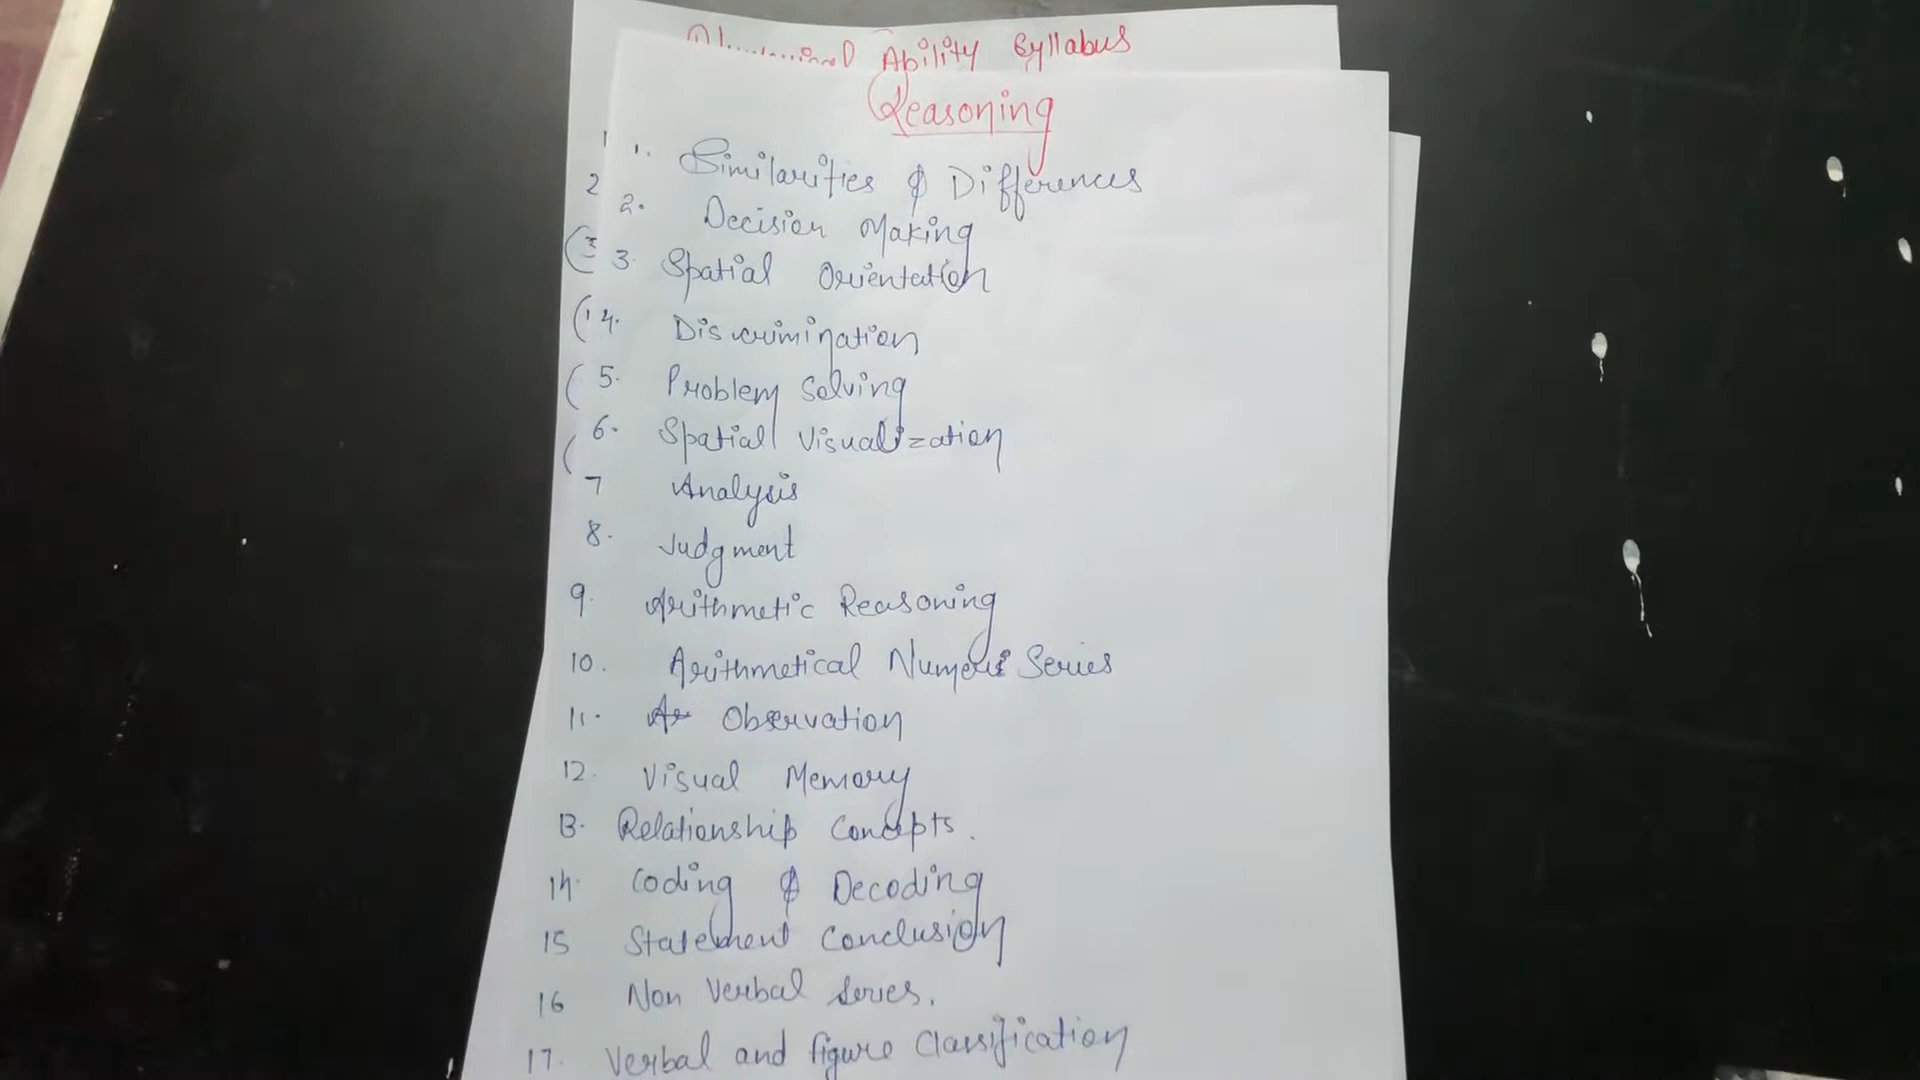 Ability Syllabus
Reasoning
1. Similarities & Differences
2. Decision Making
3. Spatial Orientation
4. Discrimination
5. Problem Solving
6. Spatial Visualization
7 Analysis
8. Judgment
9. Arithmetic Reasoning
10. Arithmetical Number Series
11. Observation
12. Visual Memory
13. Relationship Concepts.
14. Coding & Decoding
15 Statement Conclusion
16 Non Verbal Series.
17. Verbal and figure Classification